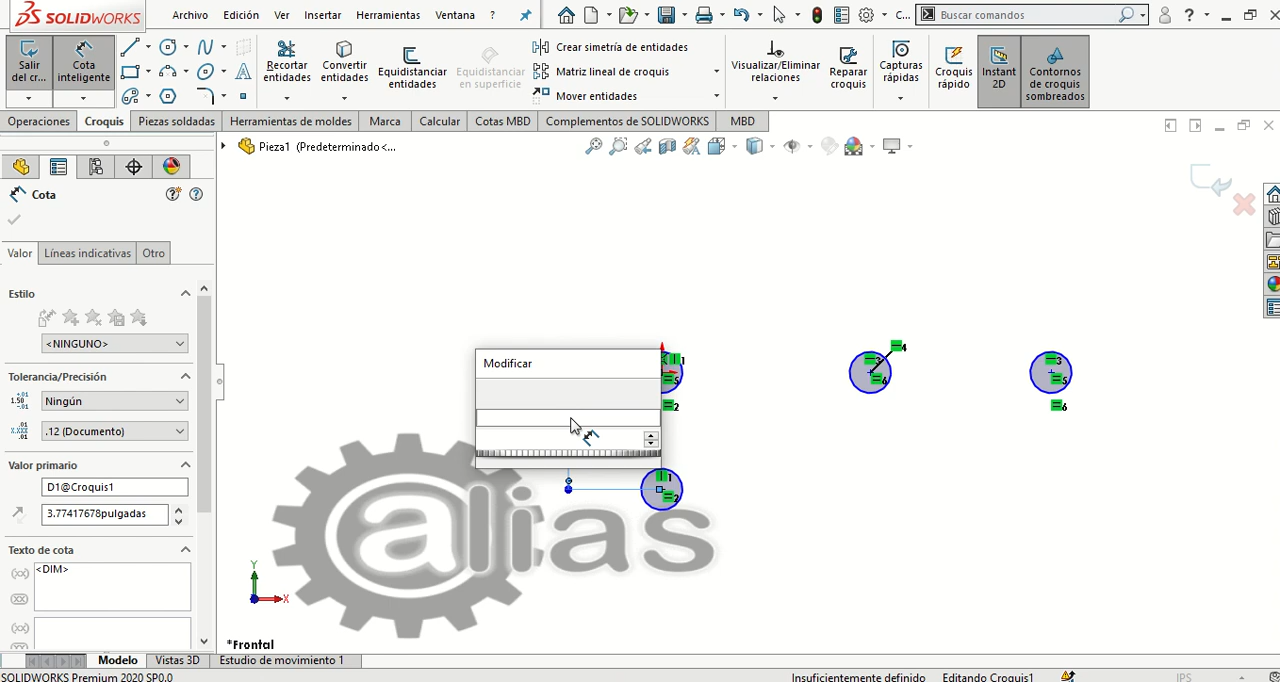 SOLIDWORKS
Archivo Edición Ver Insertar Herramientas Ventana ?
C...
Buscar comandos
?
Salir del cr...
Cota inteligente
Recortar entidades
Convertir entidades
Equidistanciar entidades
Equidistanciar en superficie
Crear simetría de entidades
Matriz lineal de croquis
Mover entidades
Visualizar/Eliminar relaciones
Reparar croquis
Capturas rápidas
Croquis rápido
Instant 2D
Contornos de croquis sombreados
Operaciones Croquis Piezas soldadas Herramientas de moldes Marca Calcular Cotas MBD Complementos de SOLIDWORKS MBD
Pieza1 (Predeterminado<...
Cota
Valor Líneas indicativas Otro
Estilo
<NINGUNO>
Tolerancia/Precisión
Ningún
.12 (Documento)
Valor primario
D1@Croquis1
3.77417678pulgadas
Texto de cota
<DIM>
Modificar
alias
Y
X
*Frontal
Modelo Vistas 3D Estudio de movimiento 1
SOLIDWORKS Premium 2020 SP0.0
Insuficientemente definido Editando Croquis1 IPS